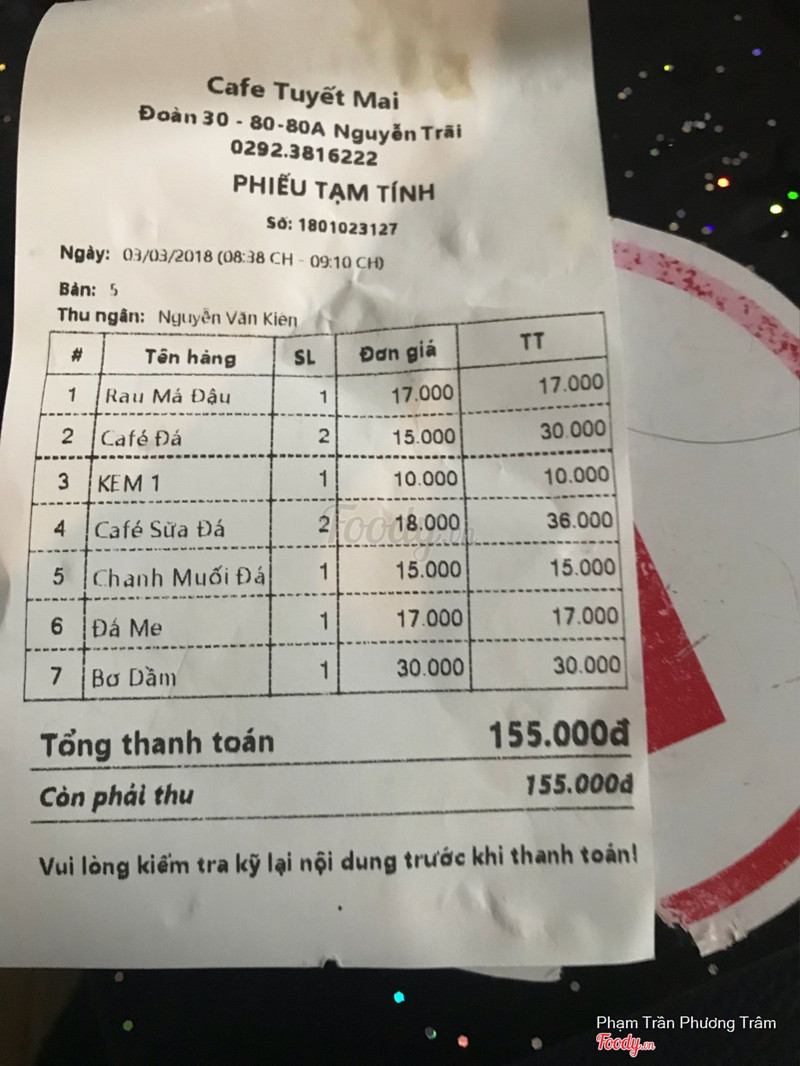 Cafe Tuyết Mai
Đoàn 30 - 80-80A Nguyễn Trãi
0292.3816222
PHIẾU TẠM TÍNH
Số: 1801023127
Ngày: 03/03/2018 (08:38 CH - 09:10 CH)
Bàn: 5
Thu ngân: Nguyễn Văn Kiên
# Tên hàng SL Đơn giá TT
1 Rau Má Đậu 1 17.000 17.000
2 Café Đá 2 15.000 30.000
3 KEM 1 1 10.000 10.000
4 Café Sữa Đá 2 18.000 36.000
5 Chanh Muối Đá 1 15.000 15.000
6 Đá Me 1 17.000 17.000
7 Bơ Dầm 1 30.000 30.000
Tổng thanh toán 155.000đ
Còn phải thu 155.000đ
Vui lòng kiểm tra kỹ lại nội dung trước khi thanh toán!
Foody.vn
Phạm Trần Phương Trâm
Foody.vn